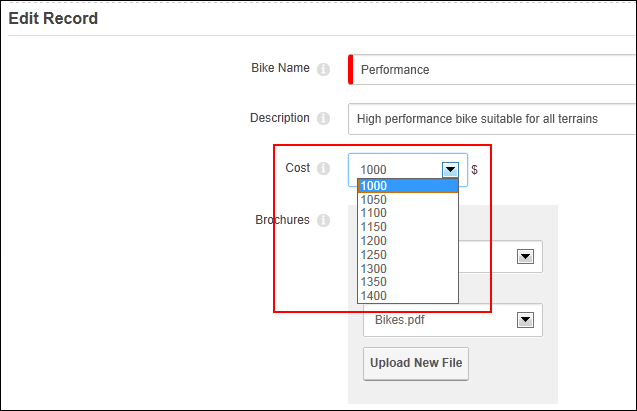 Edit Record
Bike Name i Performance
Description i High performance bike suitable for all terrains
Cost i 1000 $
1000
1050
1100
1150
1200
1250
1300
1350
1400
Brochures i
Bikes.pdf
Upload New File